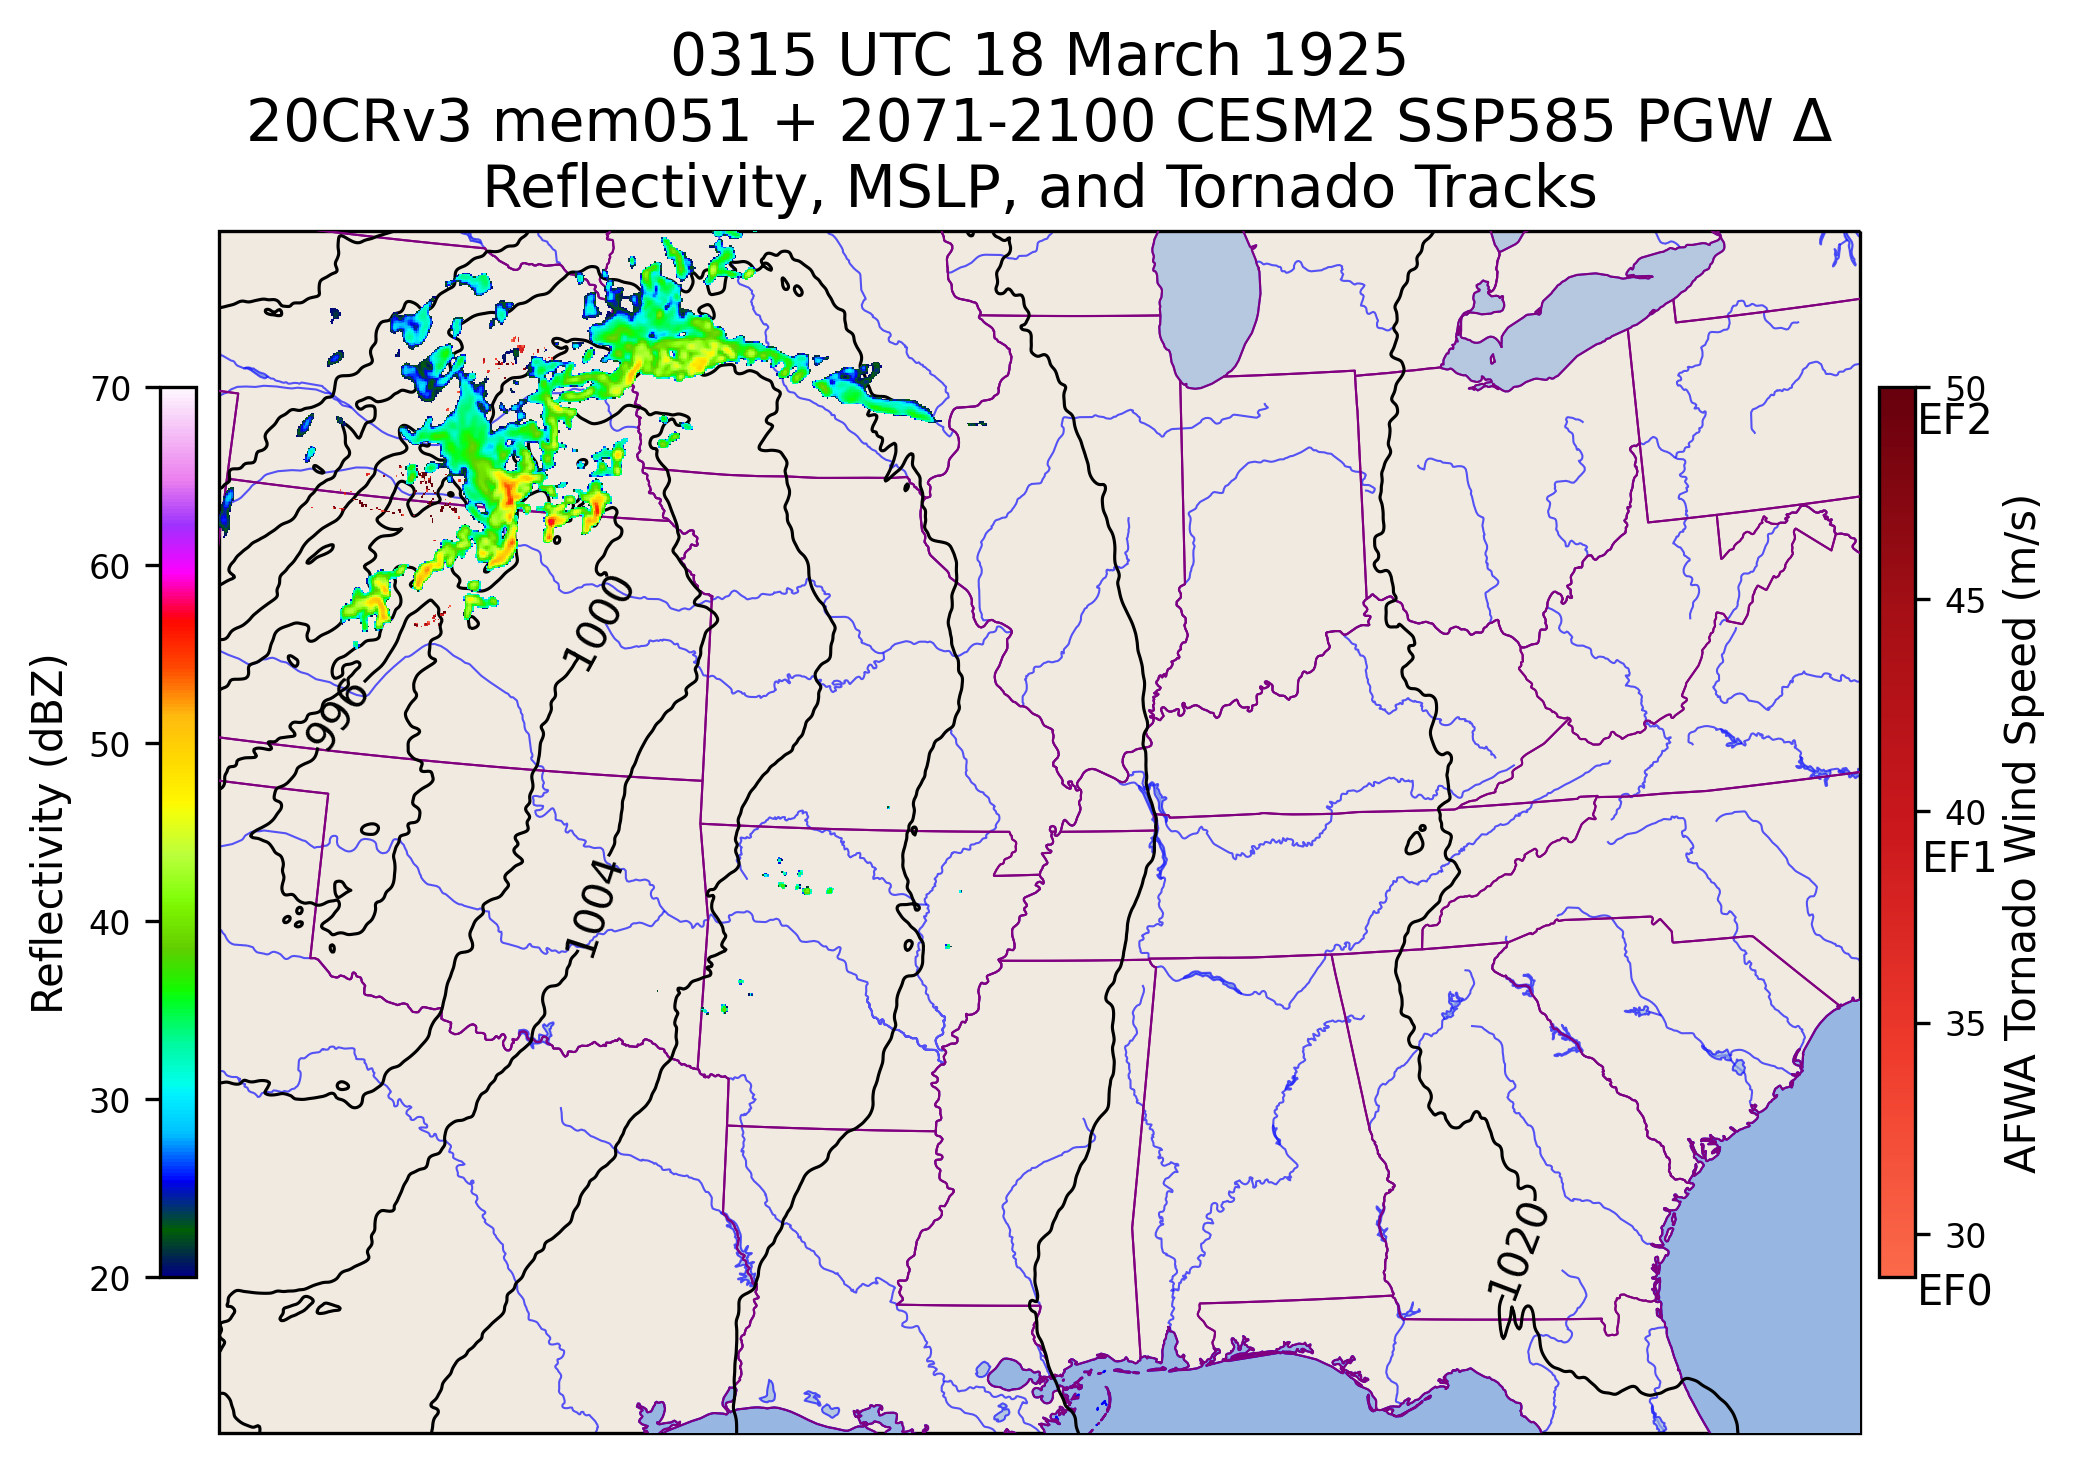 0315 UTC 18 March 1925
20CRv3 mem051 + 2071-2100 CESM2 SSP585 PGW Δ
Reflectivity, MSLP, and Tornado Tracks
70
60
50
40
30
20
Reflectivity (dBZ)
996
1000
1004
1020
50
EF2
45
40
EF1
35
30
EF0
AFWA Tornado Wind Speed (m/s)